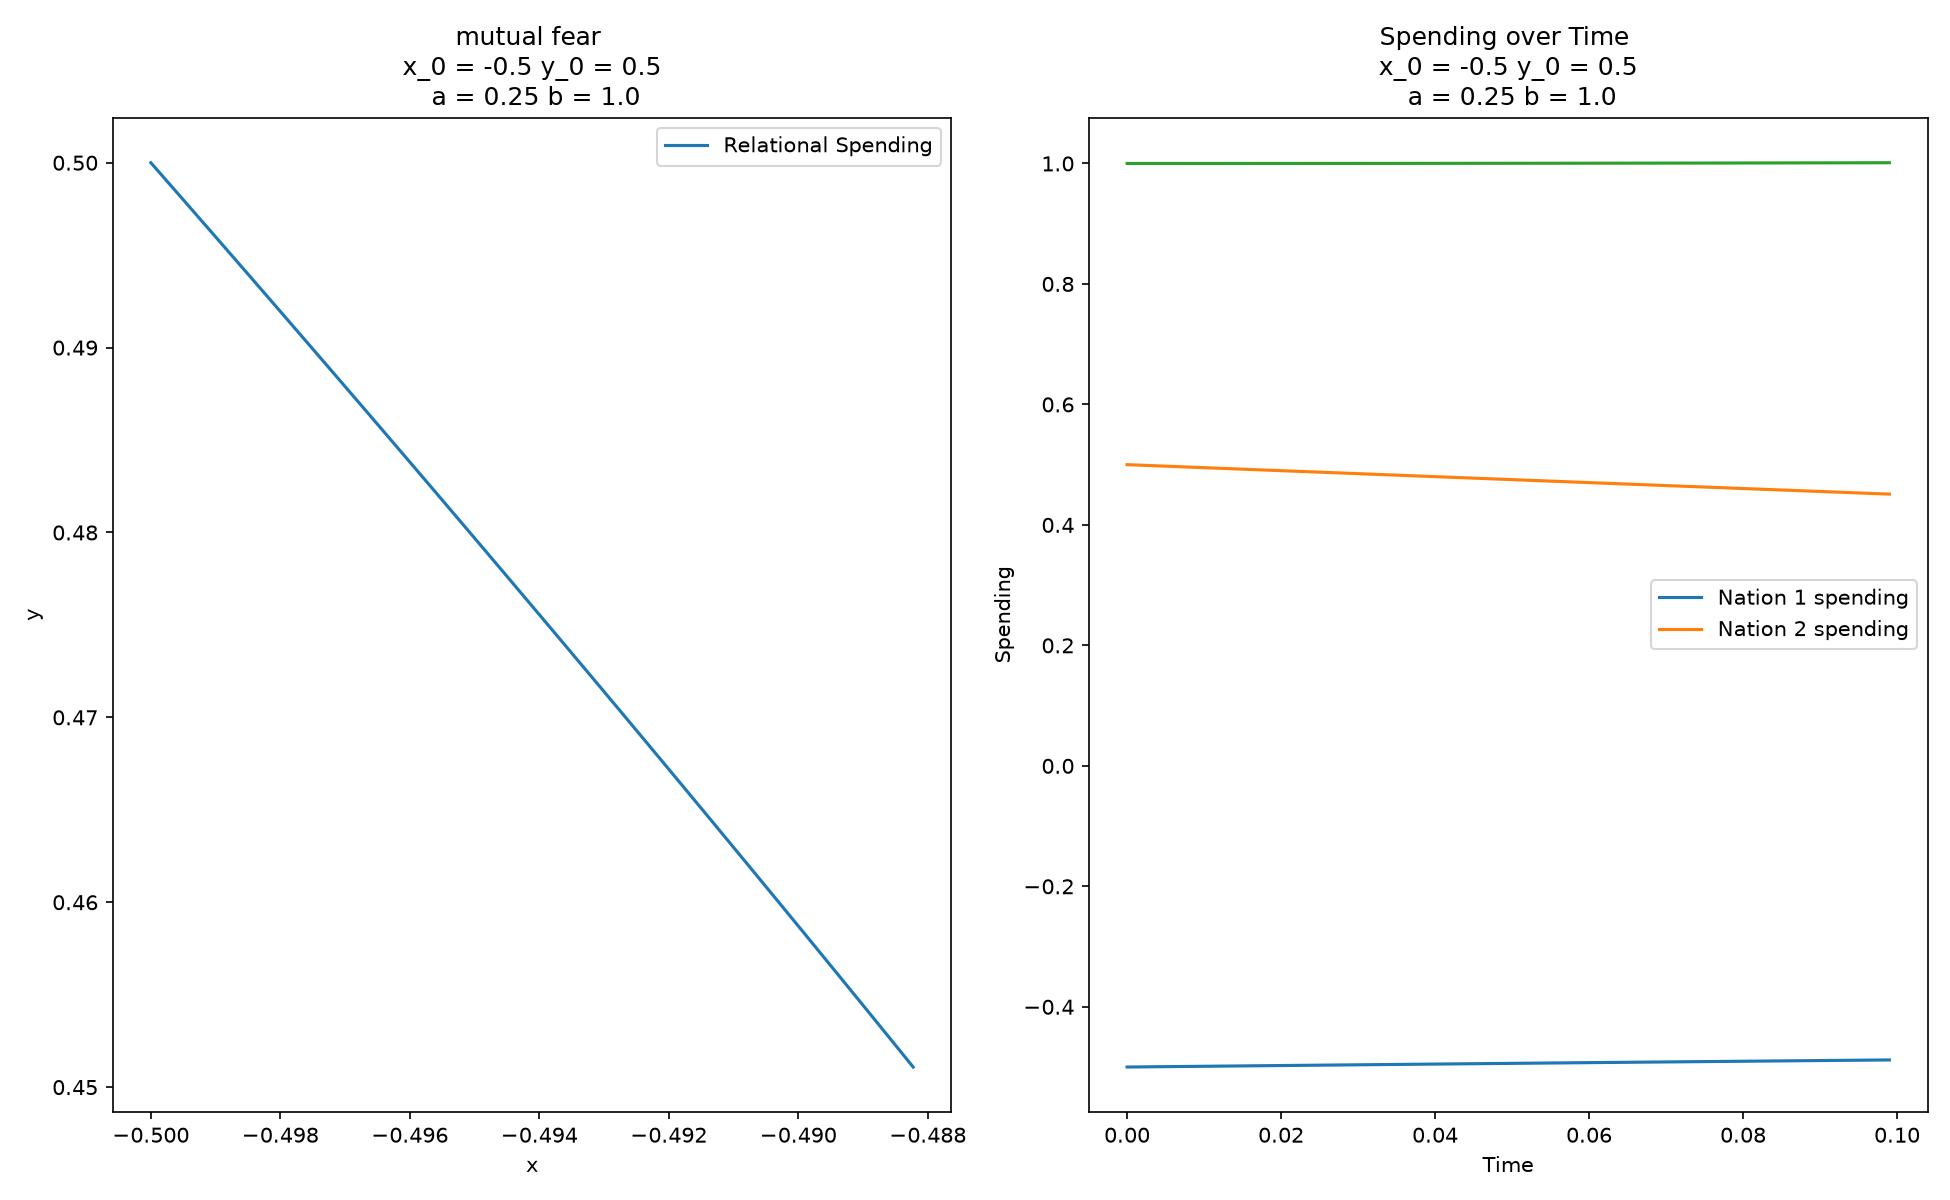 mutual fear
x_0 = -0.5 y_0 = 0.5
a = 0.25 b = 1.0
Relational Spending
0.50
0.49
0.48
0.47
0.46
0.45
y
−0.500 −0.498 −0.496 −0.494 −0.492 −0.490 −0.488
x
Spending over Time
x_0 = -0.5 y_0 = 0.5
a = 0.25 b = 1.0
1.0
0.8
0.6
0.4
0.2
0.0
−0.2
−0.4
Spending
Nation 1 spending
Nation 2 spending
0.00 0.02 0.04 0.06 0.08 0.10
Time